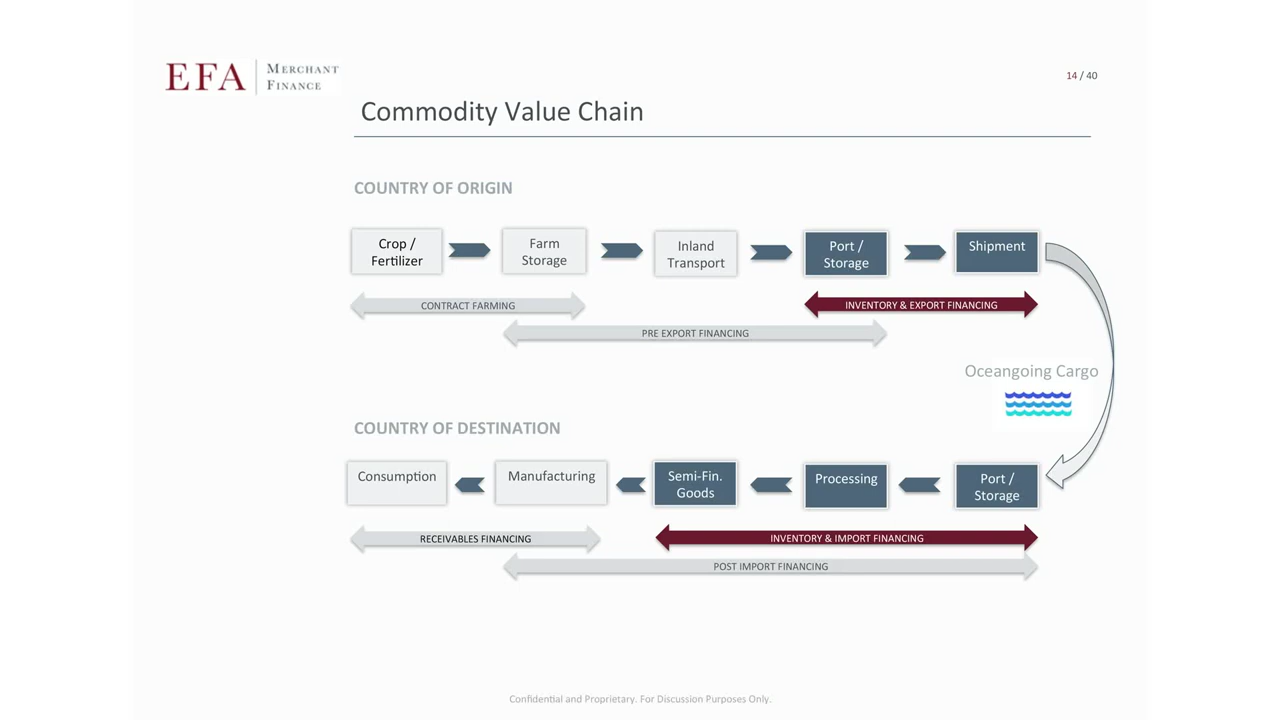 EFA
MERCHANT
FINANCE
14 / 40
Commodity Value Chain
COUNTRY OF ORIGIN
Crop /
Fertilizer
Farm
Storage
Inland
Transport
Port /
Storage
Shipment
CONTRACT FARMING
INVENTORY & EXPORT FINANCING
PRE EXPORT FINANCING
Oceangoing Cargo
COUNTRY OF DESTINATION
Consumption
Manufacturing
Semi-Fin.
Goods
Processing
Port /
Storage
RECEIVABLES FINANCING
INVENTORY & IMPORT FINANCING
POST IMPORT FINANCING
Confidential and Proprietary. For Discussion Purposes Only.